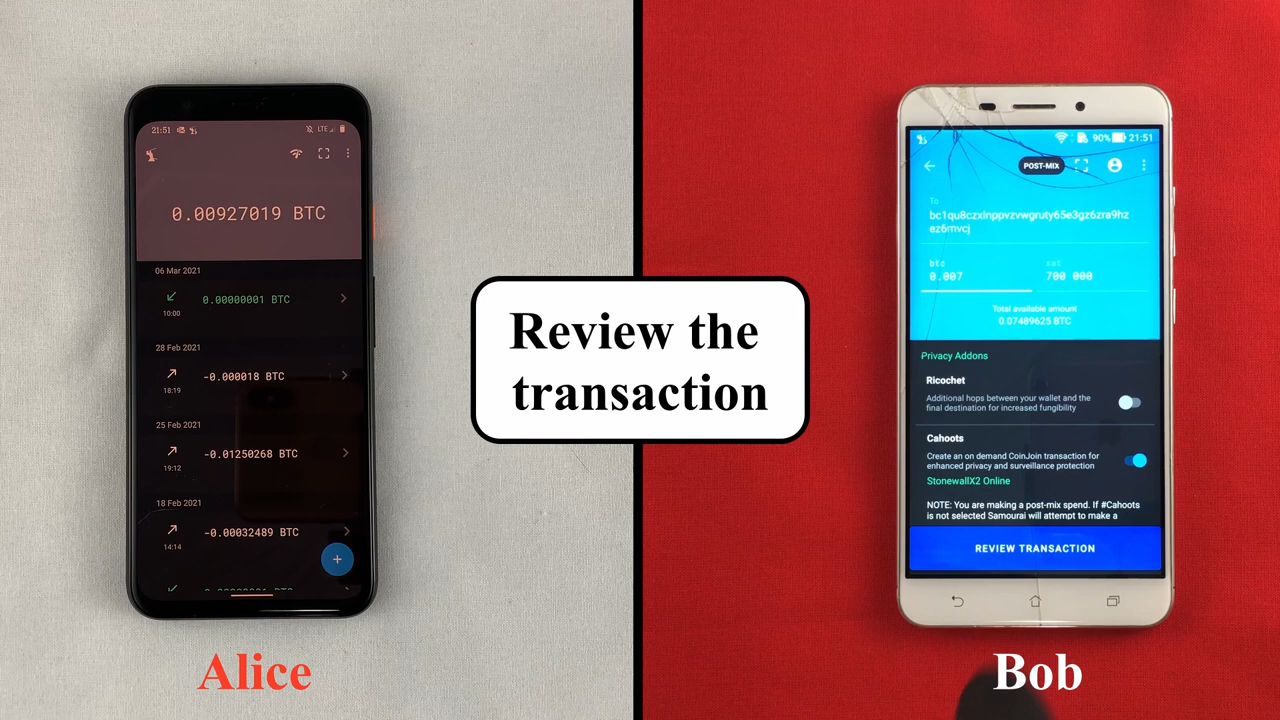 21:51
LTE
0.00927019 BTC
06 Mar 2021
0.00000001 BTC
10:00
28 Feb 2021
-0.000018 BTC
18:19
25 Feb 2021
-0.01250268 BTC
19:12
18 Feb 2021
-0.00032489 BTC
14:14
+
Alice
Review the
transaction
90% 21:51
POST-MIX
To
bc1qu8czxlnppvzvwgruty65e3gz6zra9hz
ez6mvcj
btc sat
0.007 700 000
Total available amount
0.07489625 BTC
Privacy Addons
Ricochet
Additional hops between your wallet and the
final destination for increased fungibility
Cahoots
Create an on demand CoinJoin transaction for
enhanced privacy and surveillance protection
StonewallX2 Online
NOTE: You are making a post-mix spend. If #Cahoots
is not selected Samourai will attempt to make a
REVIEW TRANSACTION
Bob